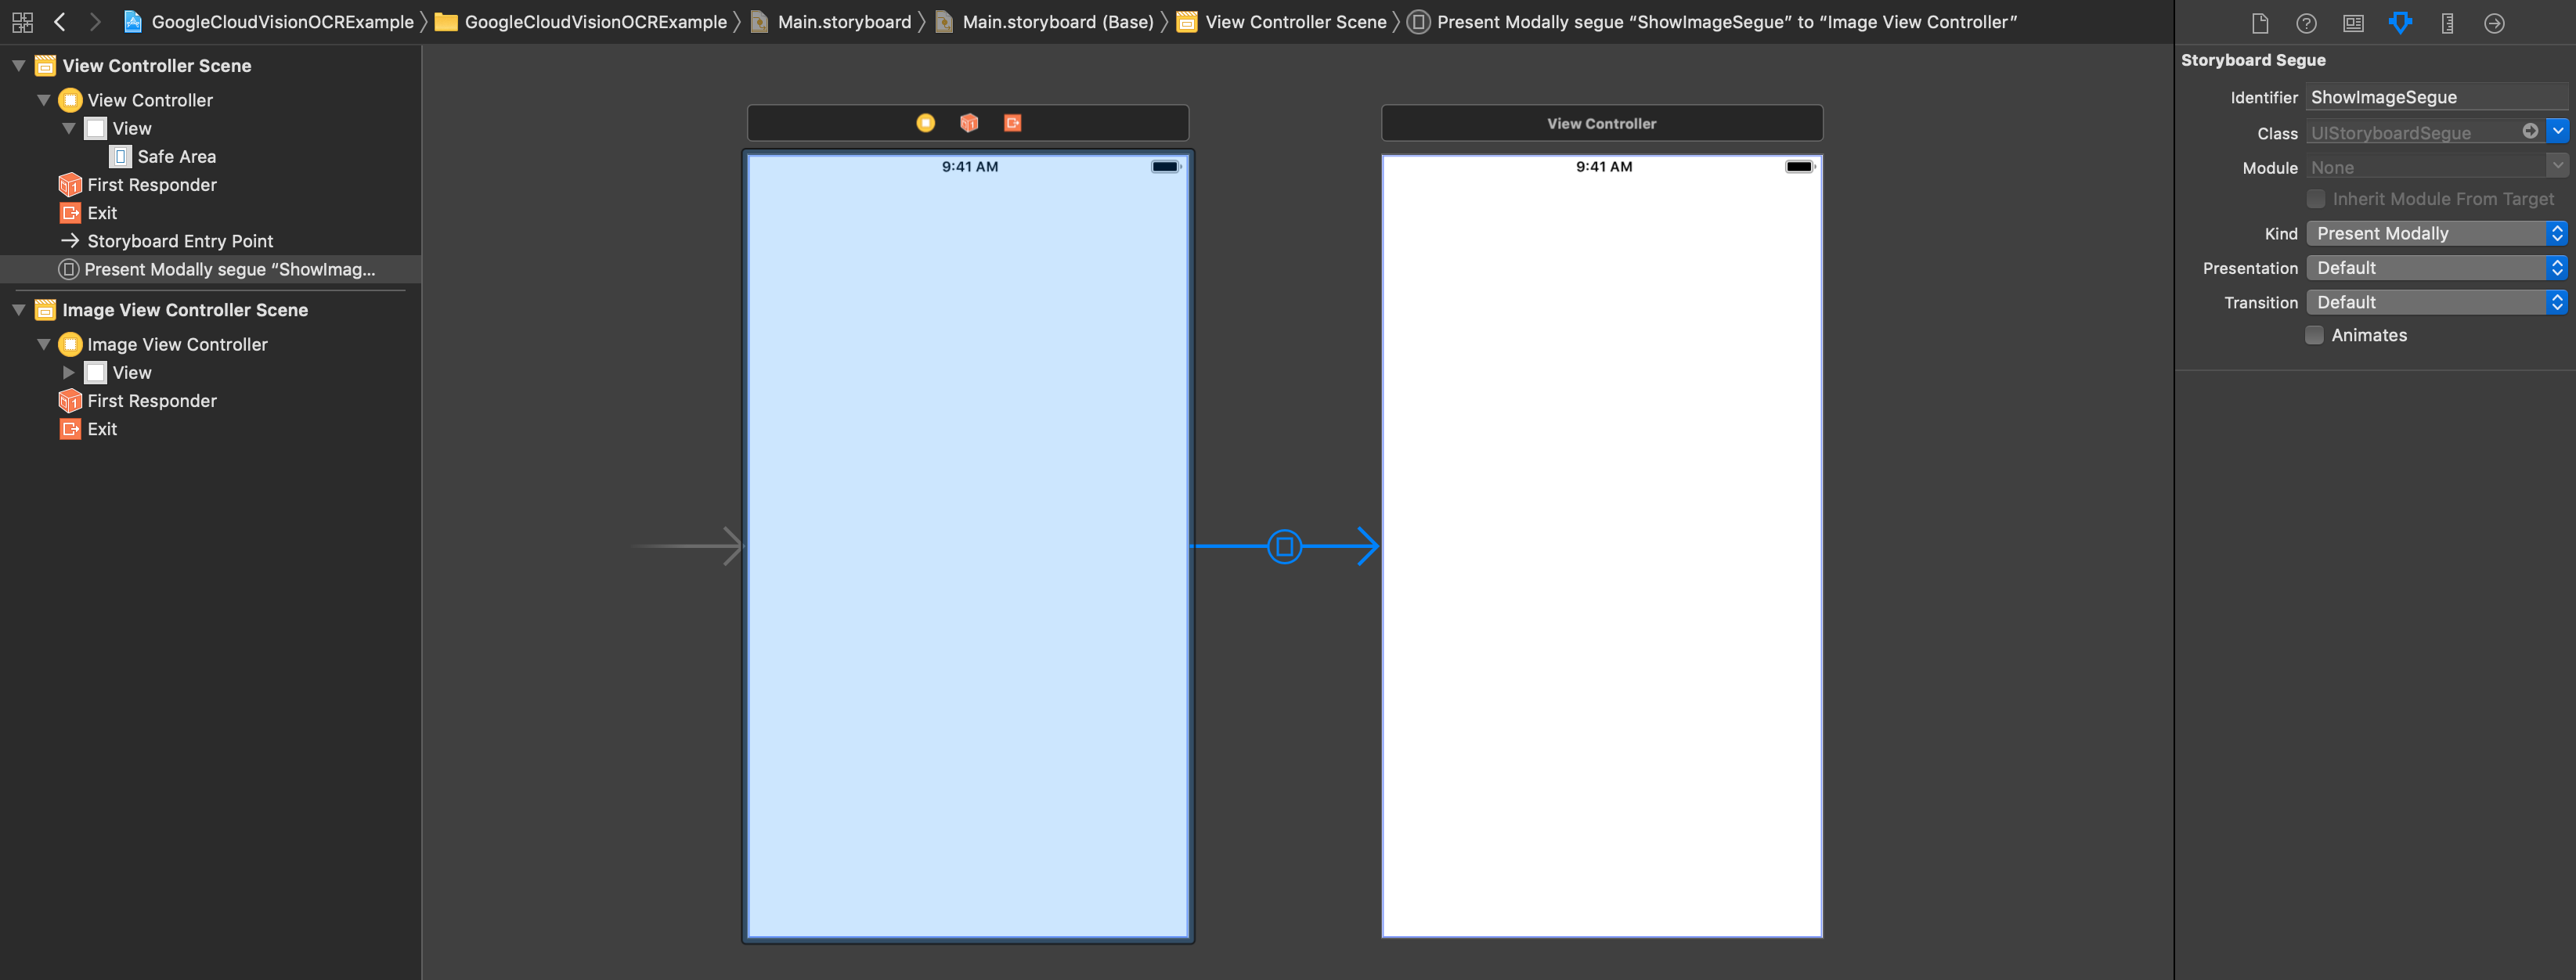 GoogleCloudVisionOCRExample GoogleCloudVisionOCRExample Main.storyboard Main.storyboard (Base) View Controller Scene Present Modally segue “ShowImageSegue” to “Image View Controller”
View Controller Scene
View Controller
View
Safe Area
First Responder
Exit
Storyboard Entry Point
Present Modally segue “ShowImag...
Image View Controller Scene
Image View Controller
View
First Responder
Exit
9:41 AM
View Controller
9:41 AM
Storyboard Segue
Identifier ShowImageSegue
Class UIStoryboardSegue
Module None
Inherit Module From Target
Kind Present Modally
Presentation Default
Transition Default
Animates